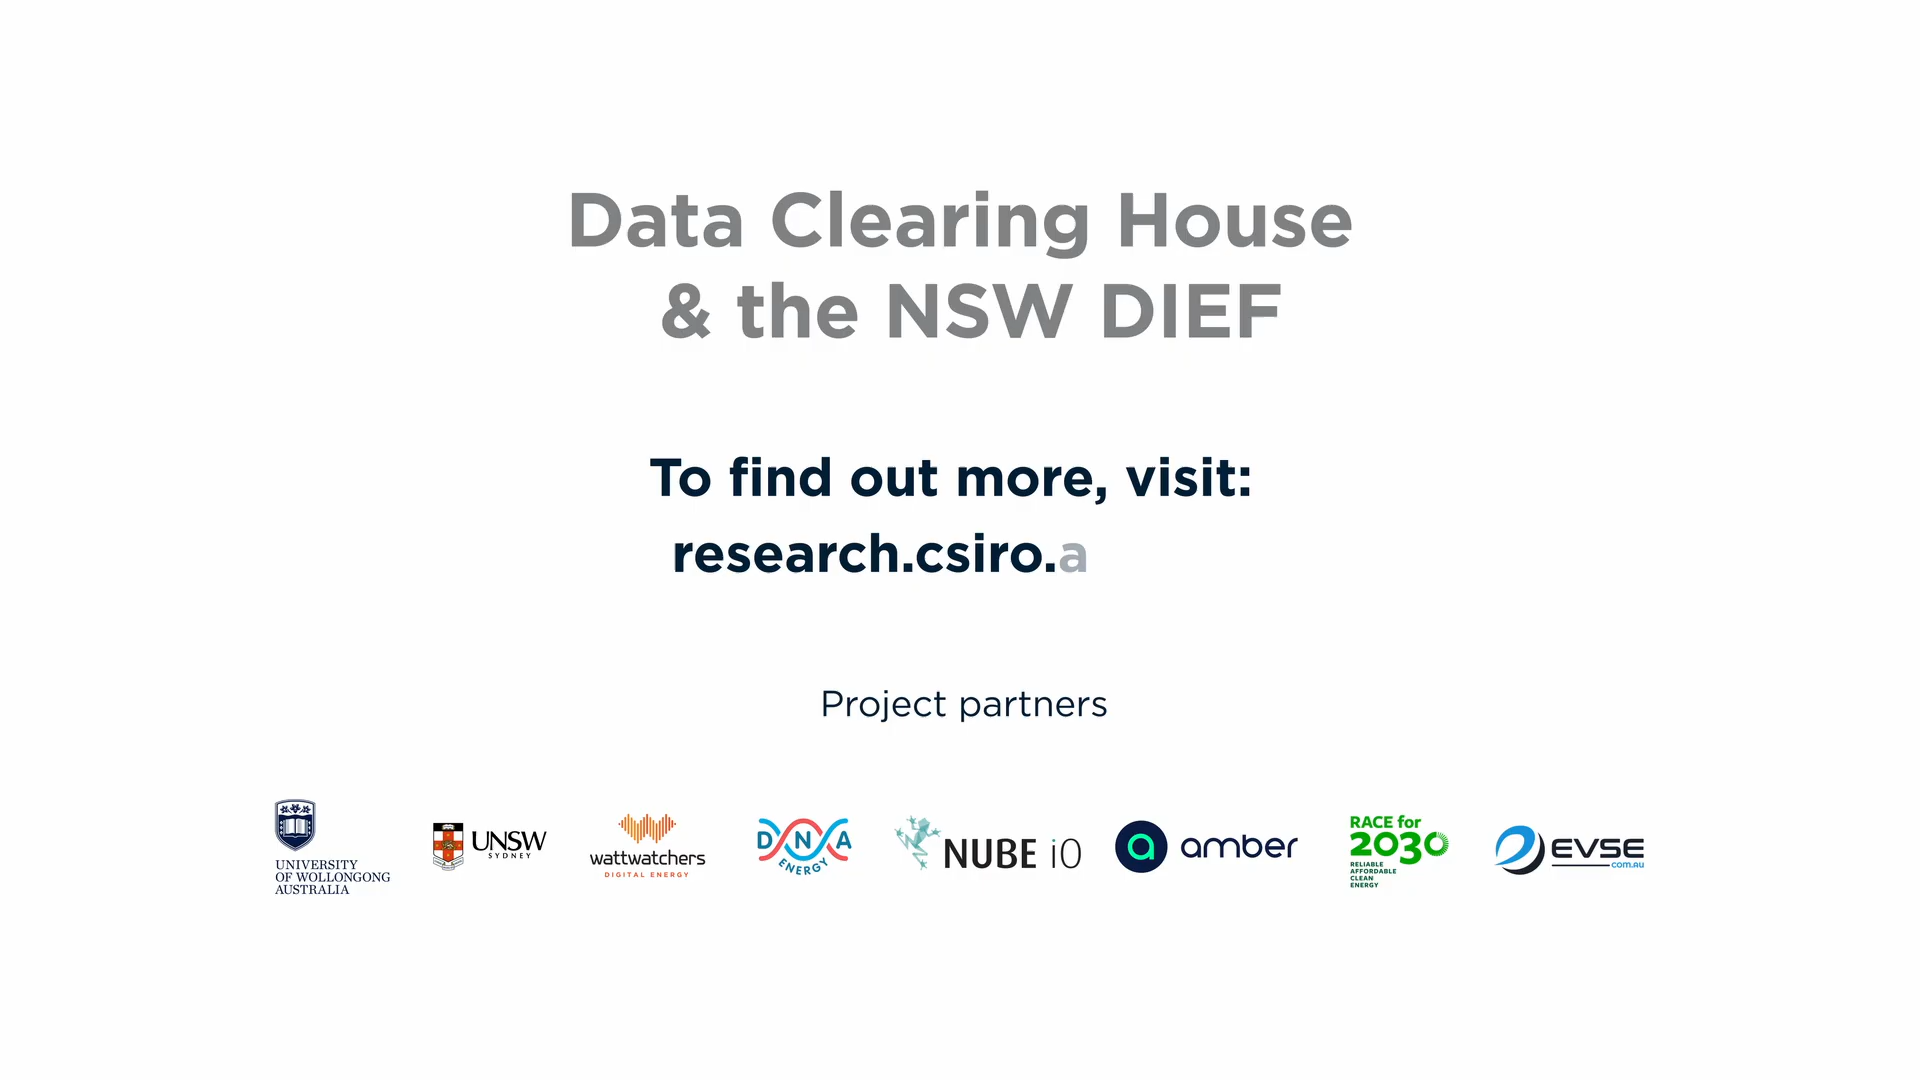 Data Clearing House
& the NSW DIEF
To find out more, visit:
research.csiro.a
Project partners
UNIVERSITY
OF WOLLONGONG
AUSTRALIA
UNSW
SYDNEY
wattwatchers
DIGITAL ENERGY
DNA
ENERGY
NUBE iO
amber
RACE for
2030
RELIABLE
AFFORDABLE
CLEAN
ENERGY
EVSE
com.au